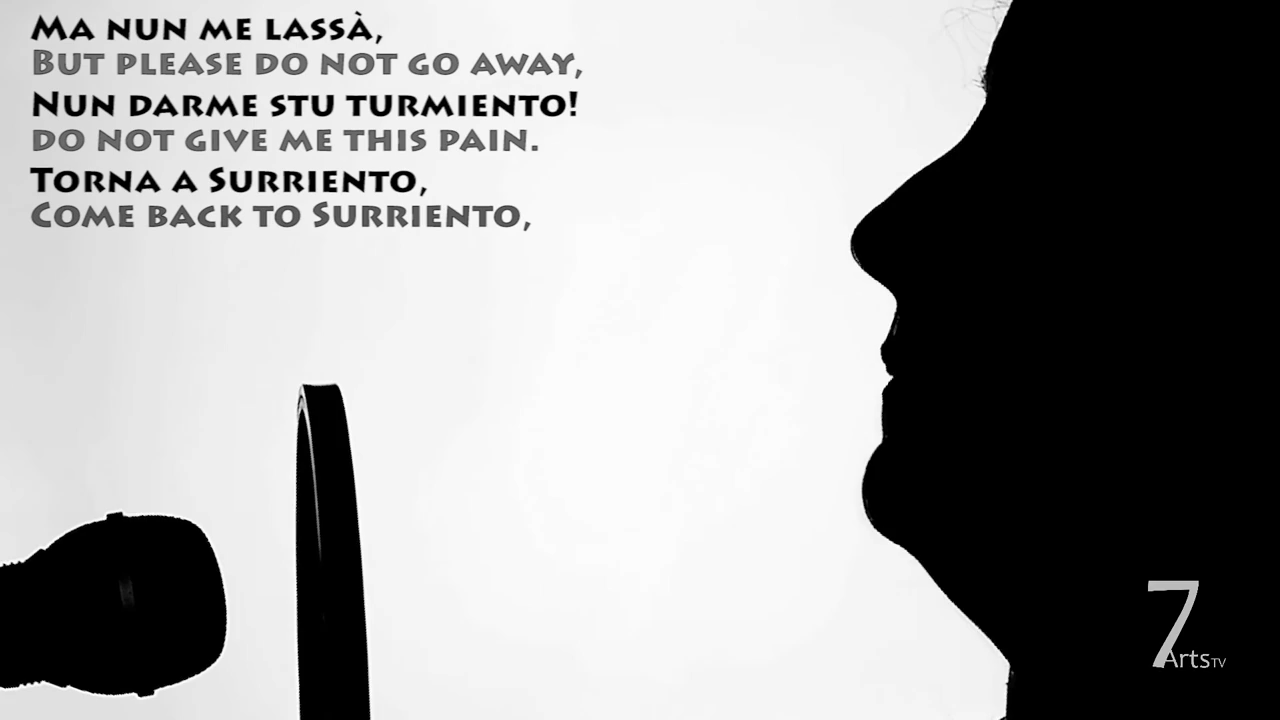 Ma nun me lassà,
But please do not go away,
Nun darme stu turmiento!
do not give me this pain.
Torna a Surriento,
Come back to Surriento,
7
Arts TV